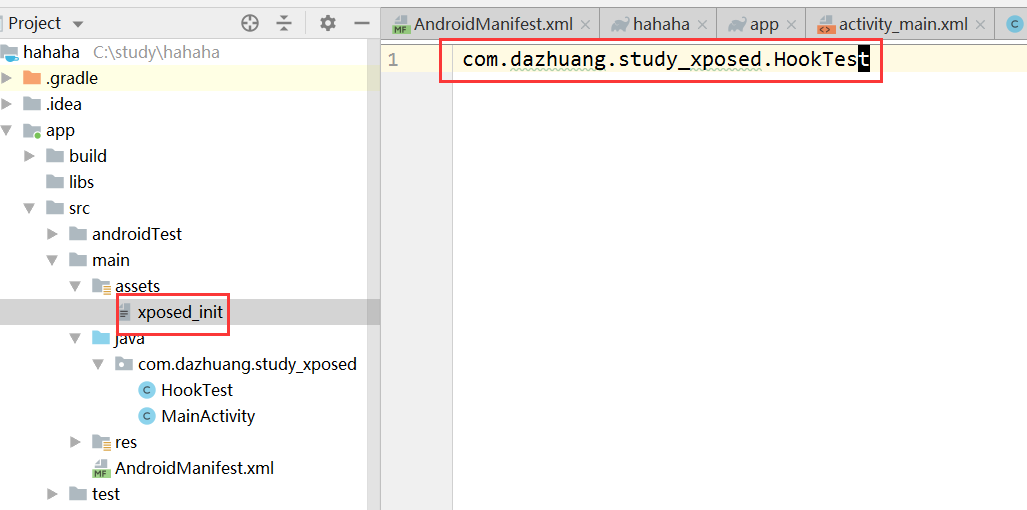 Project
AndroidManifest.xml
hahaha
app
activity_main.xml
hahaha C:\study\hahaha
.gradle
.idea
app
build
libs
src
androidTest
main
assets
xposed_init
java
com.dazhuang.study_xposed
HookTest
MainActivity
res
AndroidManifest.xml
test
1 com.dazhuang.study_xposed.HookTest